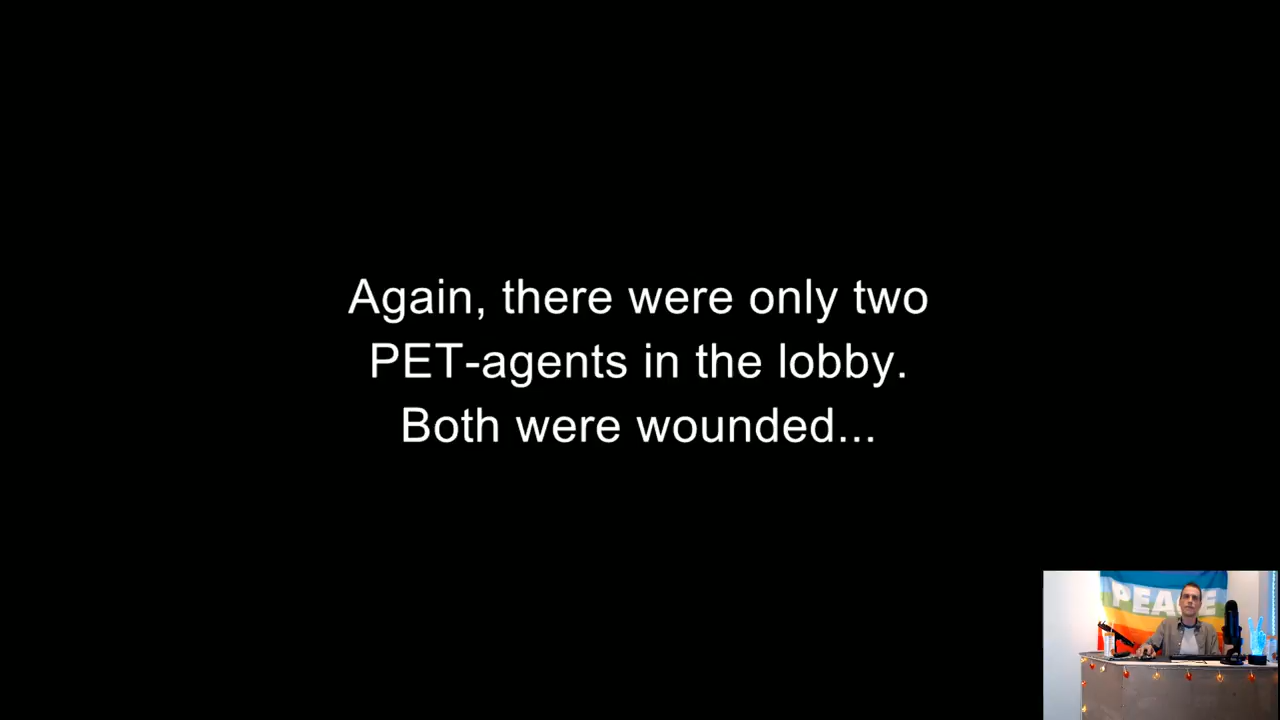 Again, there were only two
PET-agents in the lobby.
Both were wounded...
PEACE